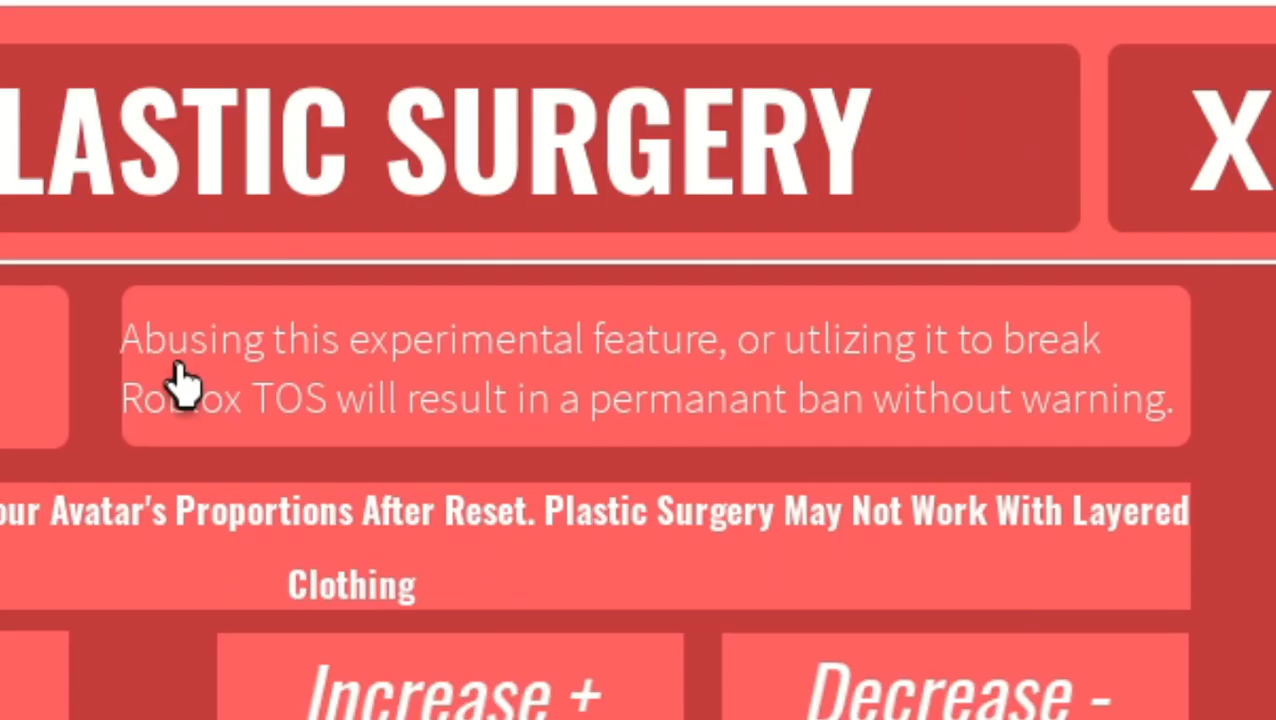 LASTIC SURGERY
X
Abusing this experimental feature, or utlizing it to break
Roblox TOS will result in a permanant ban without warning.
our Avatar's Proportions After Reset. Plastic Surgery May Not Work With Layered
Clothing
Increase +
Decrease -